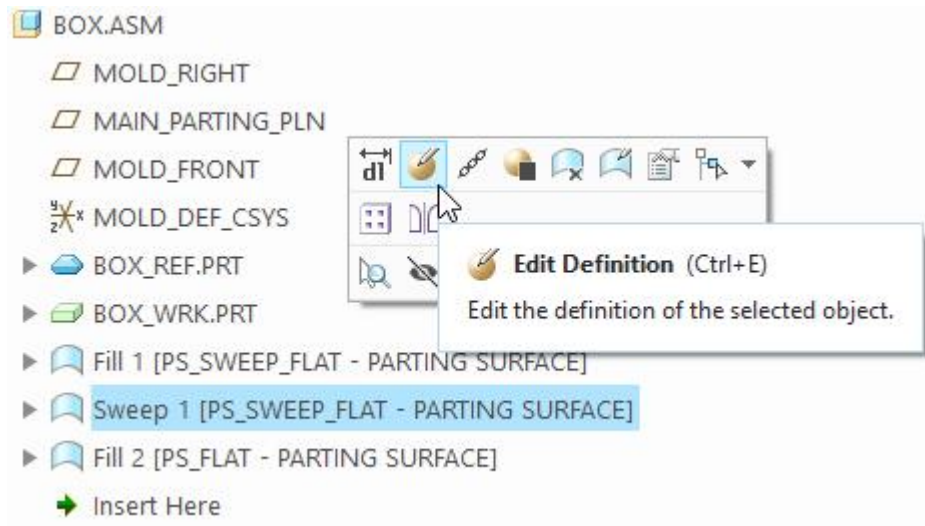 BOX.ASM
MOLD_RIGHT
MAIN_PARTING_PLN
MOLD_FRONT
MOLD_DEF_CSYS
BOX_REF.PRT
BOX_WRK.PRT
Fill 1 [PS_SWEEP_FLAT - PARTING SURFACE]
Sweep 1 [PS_SWEEP_FLAT - PARTING SURFACE]
Fill 2 [PS_FLAT - PARTING SURFACE]
Insert Here
Edit Definition (Ctrl+E)
Edit the definition of the selected object.